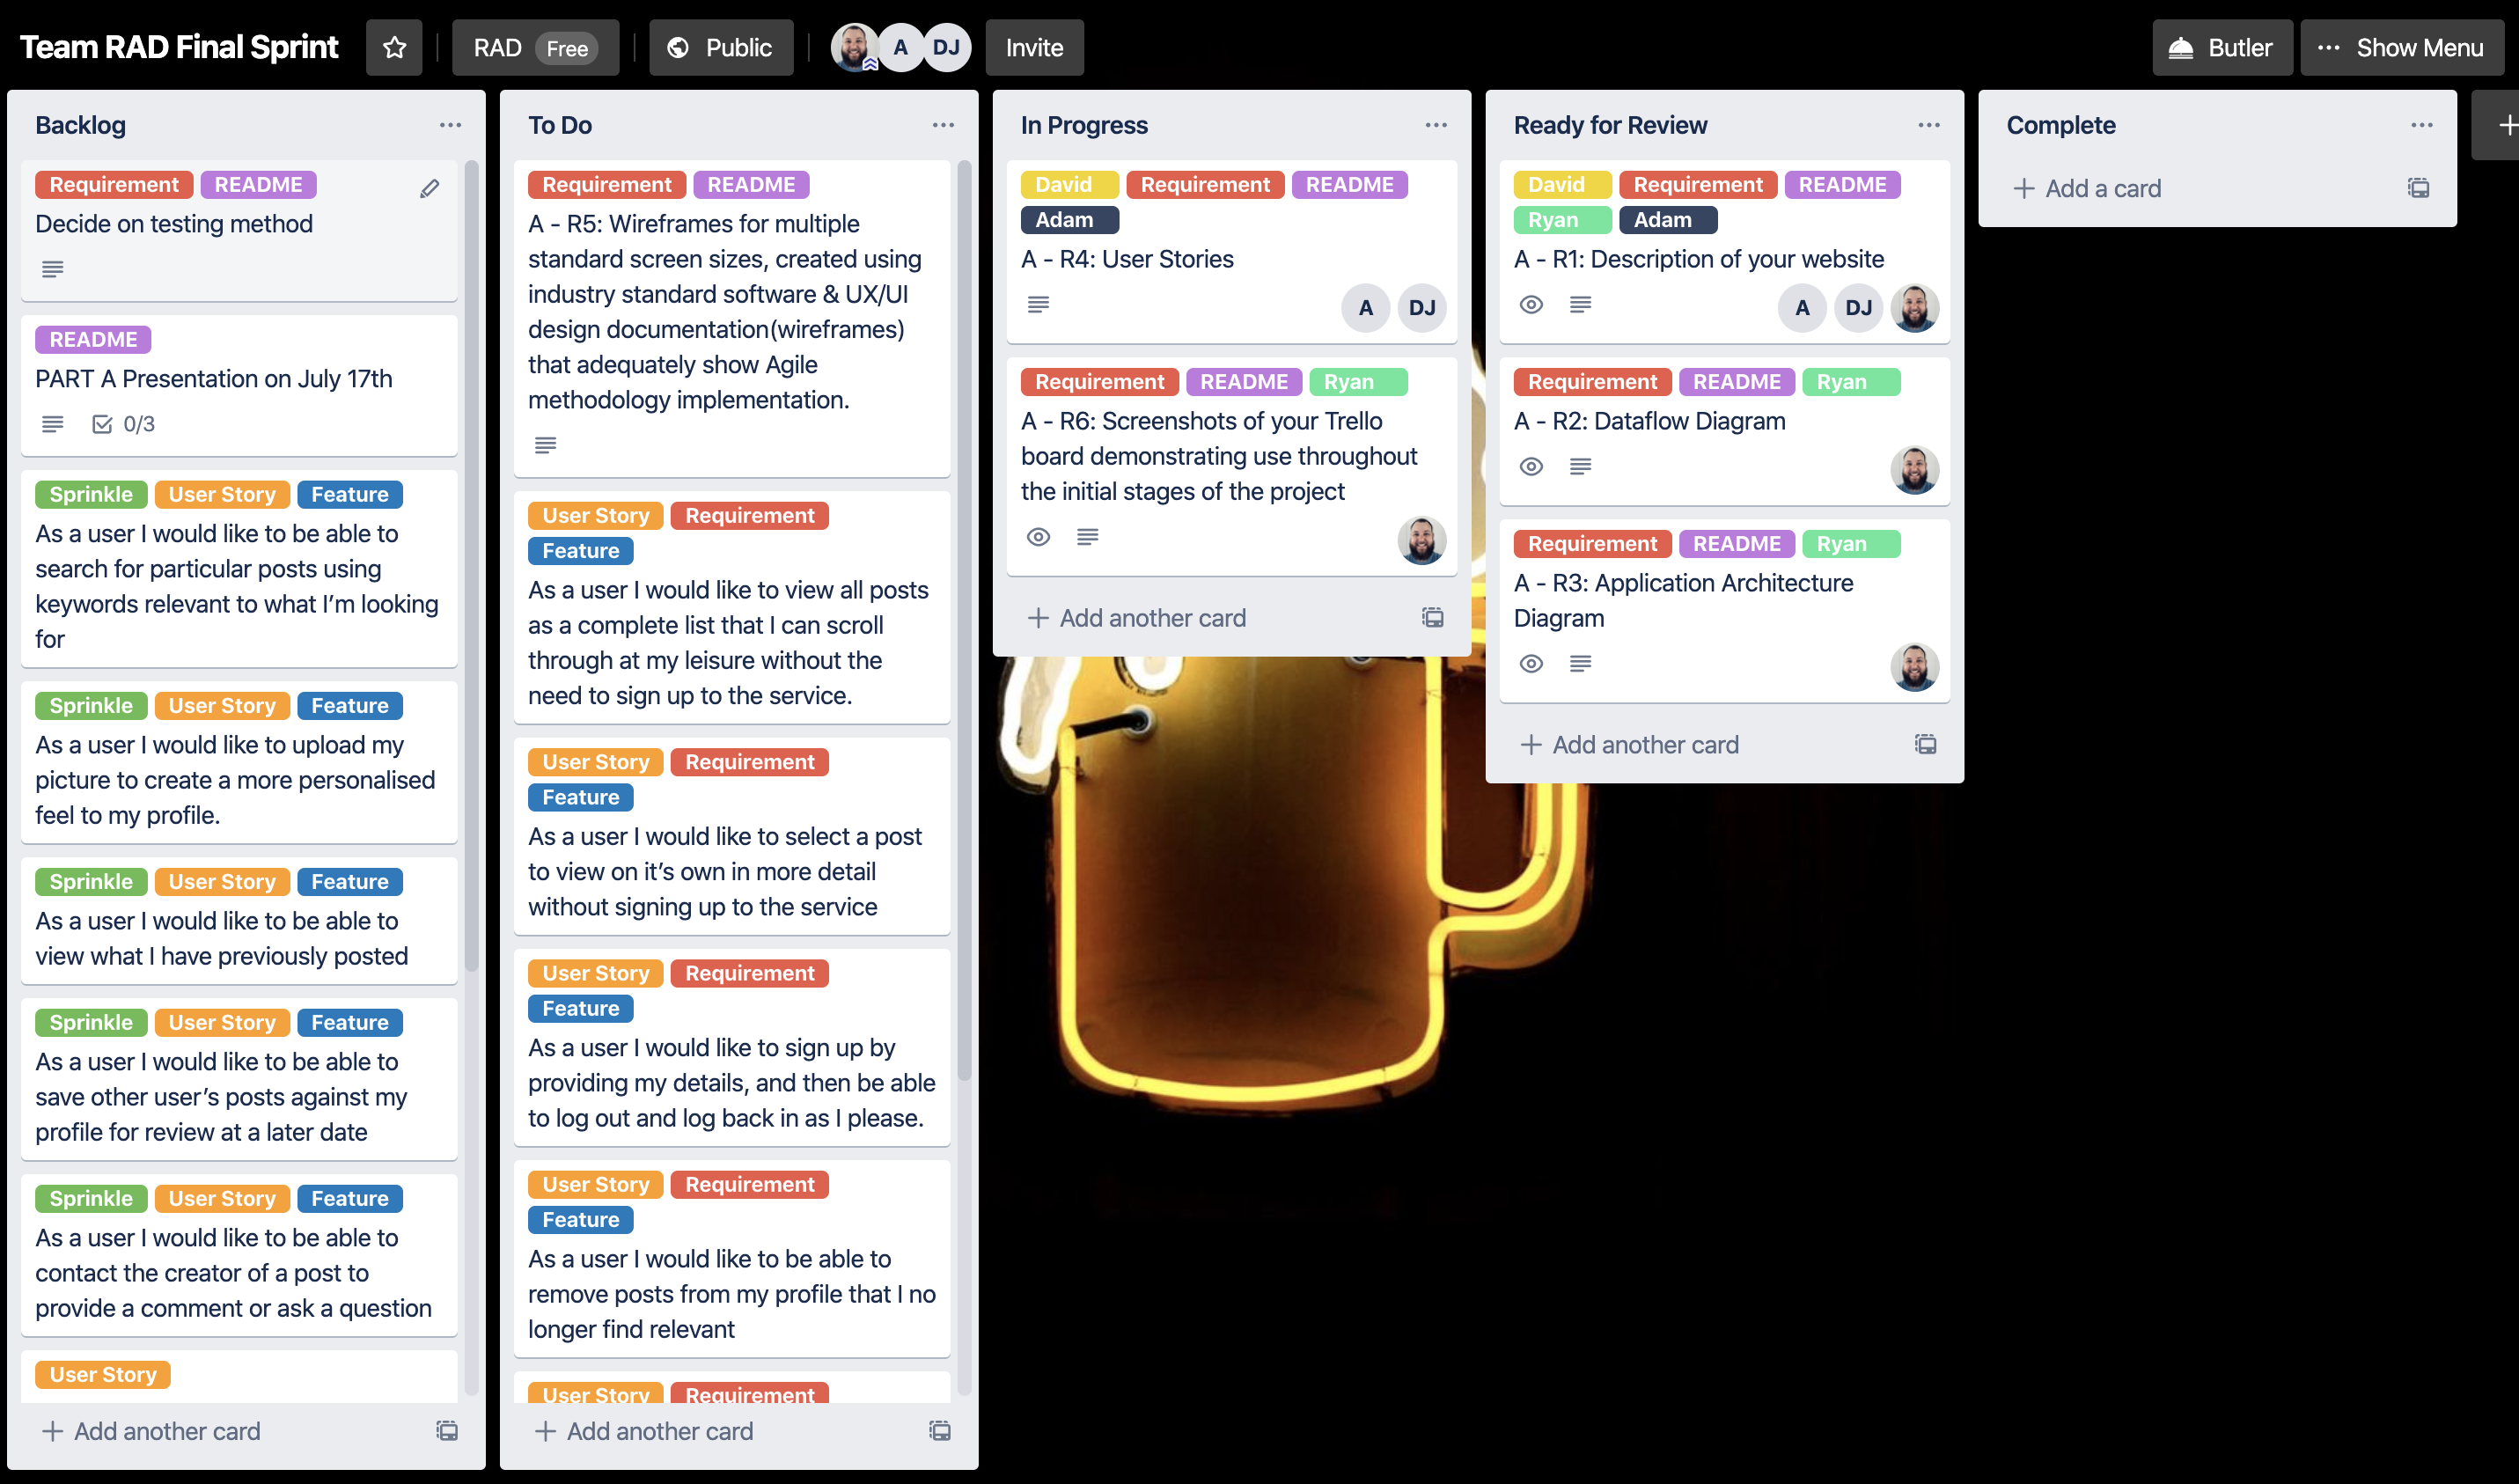 Team RAD Final Sprint
RAD Free
Public
A
DJ
Invite
Butler
Show Menu
Backlog
Requirement README
Decide on testing method
README
PART A Presentation on July 17th
0/3
Sprinkle User Story Feature
As a user I would like to be able to
search for particular posts using
keywords relevant to what I’m looking
for
Sprinkle User Story Feature
As a user I would like to upload my
picture to create a more personalised
feel to my profile.
Sprinkle User Story Feature
As a user I would like to be able to
view what I have previously posted
Sprinkle User Story Feature
As a user I would like to be able to
save other user’s posts against my
profile for review at a later date
Sprinkle User Story Feature
As a user I would like to be able to
contact the creator of a post to
provide a comment or ask a question
User Story
Add another card
To Do
Requirement README
A - R5: Wireframes for multiple
standard screen sizes, created using
industry standard software & UX/UI
design documentation(wireframes)
that adequately show Agile
methodology implementation.
User Story Requirement
Feature
As a user I would like to view all posts
as a complete list that I can scroll
through at my leisure without the
need to sign up to the service.
User Story Requirement
Feature
As a user I would like to select a post
to view on it’s own in more detail
without signing up to the service
User Story Requirement
Feature
As a user I would like to sign up by
providing my details, and then be able
to log out and log back in as I please.
User Story Requirement
Feature
As a user I would like to be able to
remove posts from my profile that I no
longer find relevant
User Story Requirement
Add another card
In Progress
David Requirement README
Adam
A - R4: User Stories
A DJ
Requirement README Ryan
A - R6: Screenshots of your Trello
board demonstrating use throughout
the initial stages of the project
Add another card
Ready for Review
David Requirement README
Ryan Adam
A - R1: Description of your website
A DJ
Requirement README Ryan
A - R2: Dataflow Diagram
Requirement README Ryan
A - R3: Application Architecture
Diagram
Add another card
Complete
Add a card